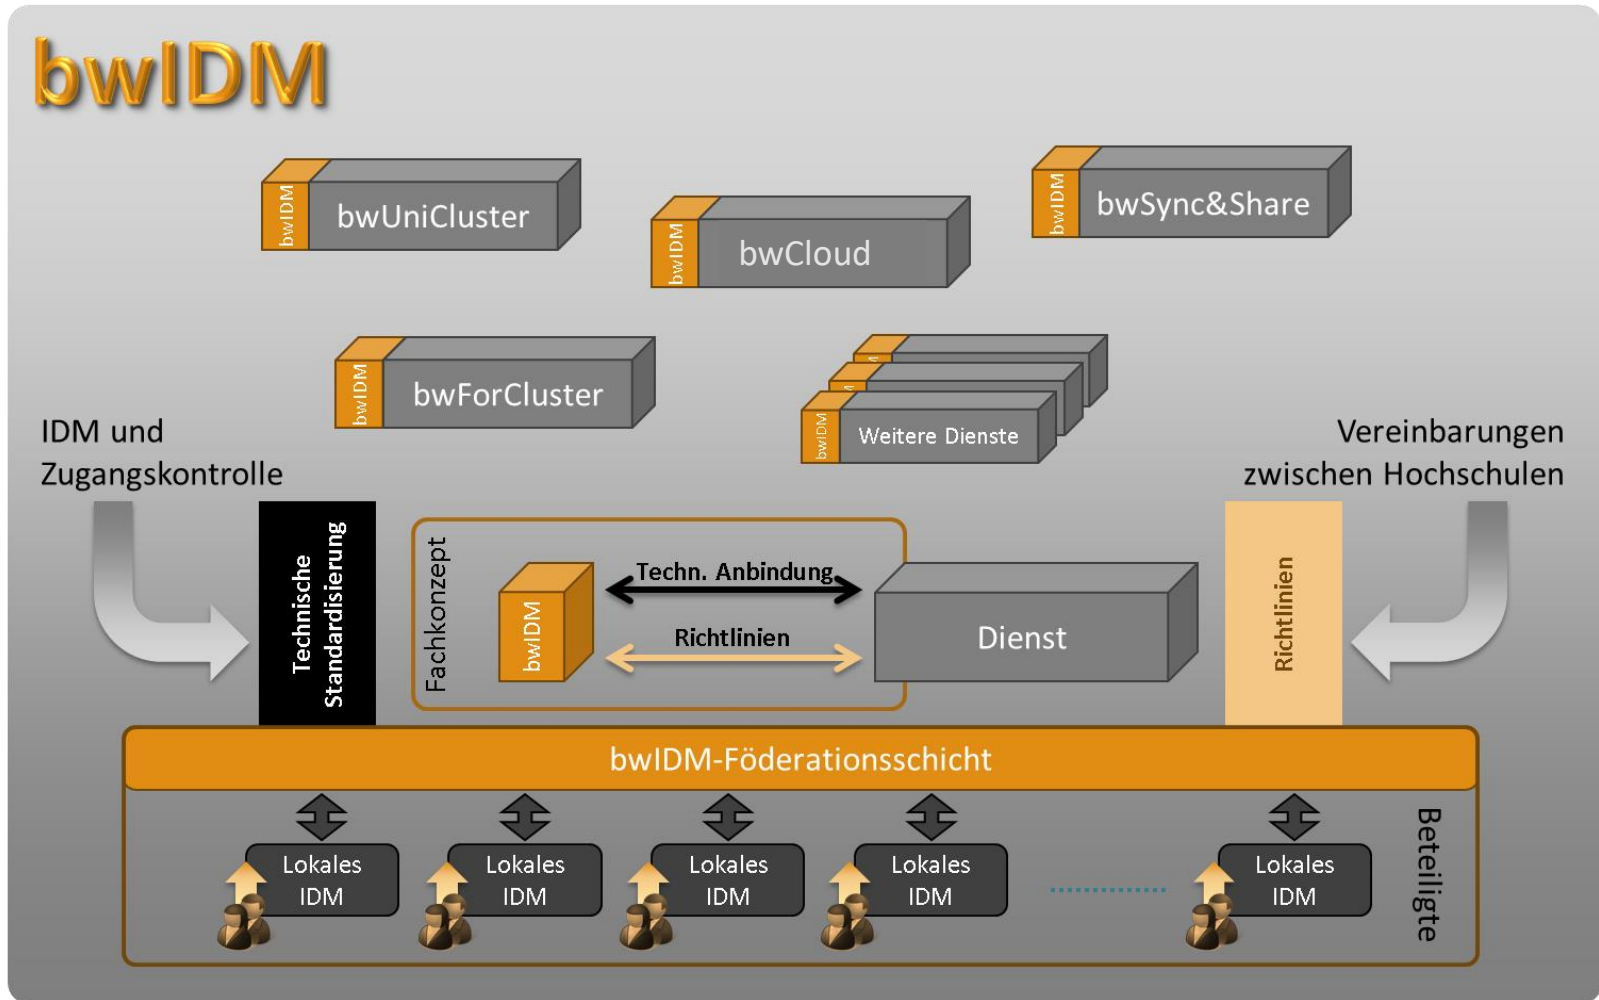 bwIDM
bwIDM
bwUniCluster
bwIDM
bwCloud
bwIDM
bwSync&Share
bwIDM
bwForCluster
bwIDM
Weitere Dienste
IDM und
Zugangskontrolle
Vereinbarungen
zwischen Hochschulen
Technische
Standardisierung
Fachkonzept
bwIDM
Techn. Anbindung
Richtlinien
Dienst
Richtlinien
bwIDM-Föderationsschicht
Lokales
IDM
Lokales
IDM
Lokales
IDM
Lokales
IDM
Lokales
IDM
Beteiligte